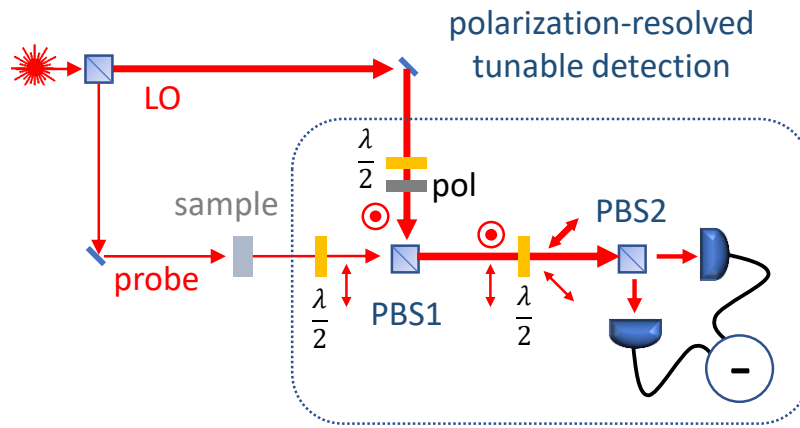 polarization-resolved
tunable detection
LO
λ
2
pol
sample
PBS2
probe
λ
2
PBS1
λ
2
-